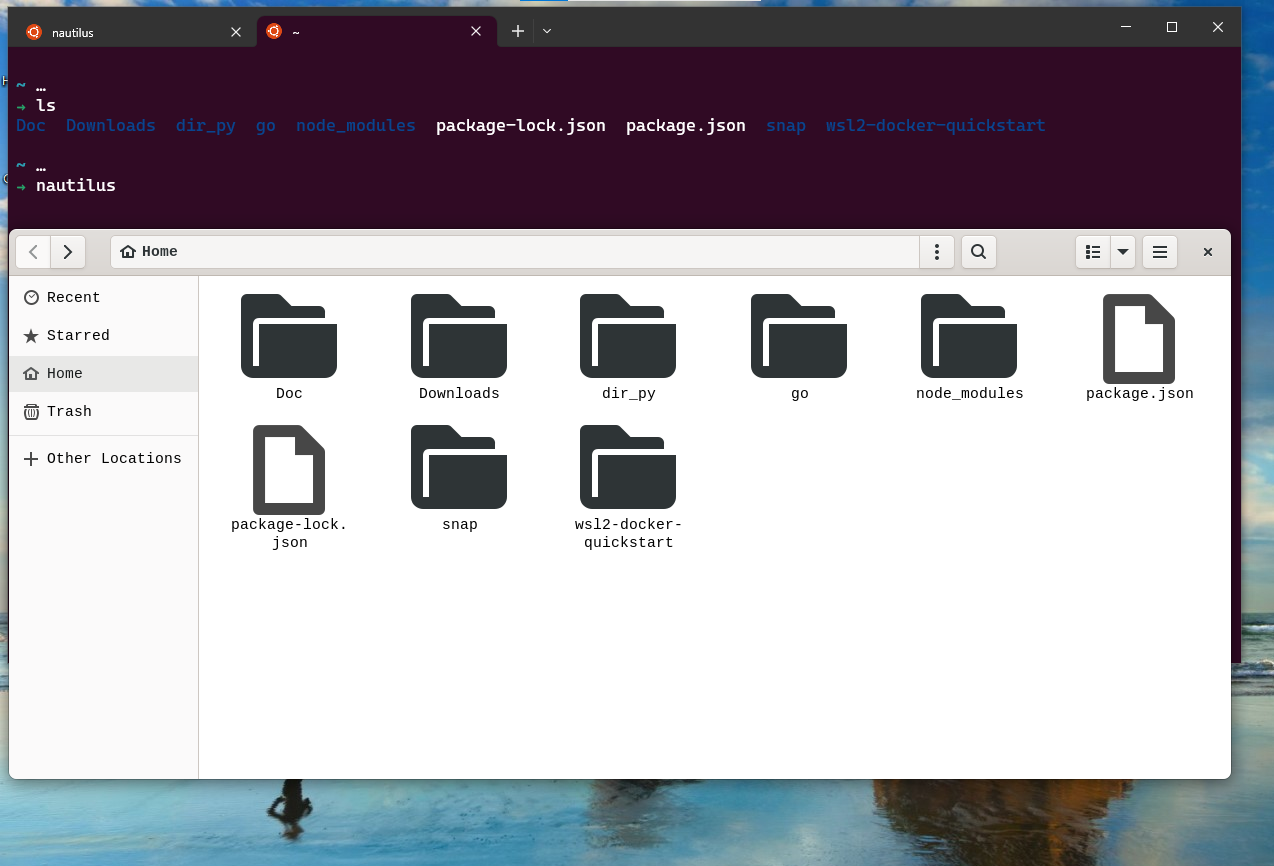 nautilus
~
~ …
→ ls
Doc Downloads dir_py go node_modules package-lock.json package.json snap wsl2-docker-quickstart
~ …
→ nautilus
Home
Recent
Starred
Home
Trash
Other Locations
Doc
Downloads
dir_py
go
node_modules
package.json
package-lock.
json
snap
wsl2-docker-
quickstart